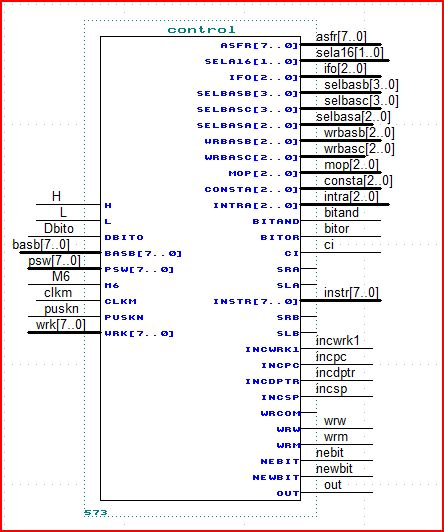 control
ASFR[7..0] asfr[7..0]
SELA16[1..0] sela16[1..0]
IFO[2..0] ifo[2..0]
SELBASB[3..0] selbasb[3..0]
SELBASC[3..0] selbasc[3..0]
SELBASA[2..0] selbasa[2..0]
WRBASB[2..0] wrbasb[2..0]
WRBASC[2..0] wrbasc[2..0]
MOP[2..0] mop[2..0]
CONSTA[2..0] consta[2..0]
H H INTRA[2..0] intra[2..0]
L L BITAND bitand
Dbito DBITO BITOR bitor
basb[7..0] BASB[7..0] CI ci
psw[7..0] PSW[7..0] SRA
M6 M6 SLA
clkm CLKM INSTR[7..0] instr[7..0]
puskn PUSKN SRB
wrk[7..0] WRK[7..0] SLB
INCWRK1 incwrk1
INCPC incpc
INCDPTR incdptr
INCSP incsp
WRCOM
WRW wrw
WRM wrm
NEBIT nebit
NEWBIT newbit
OUT out
573